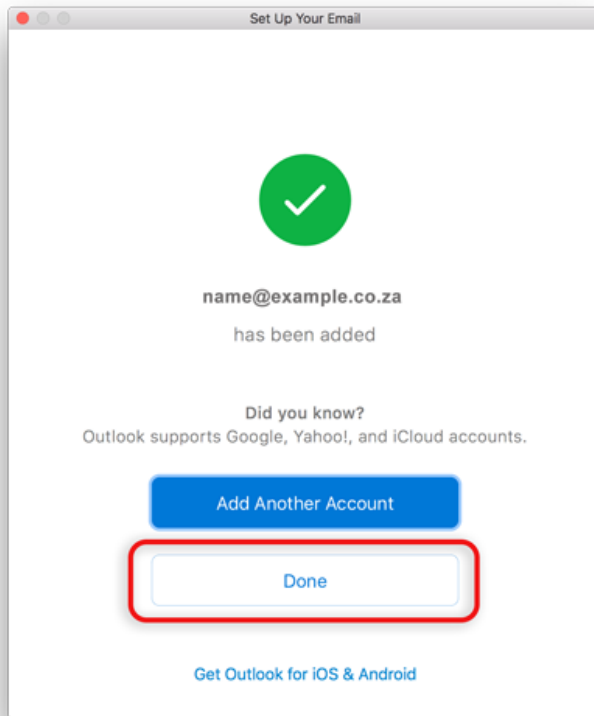 Set Up Your Email
name@example.co.za
has been added
Did you know?
Outlook supports Google, Yahoo!, and iCloud accounts.
Add Another Account
Done
Get Outlook for iOS & Android